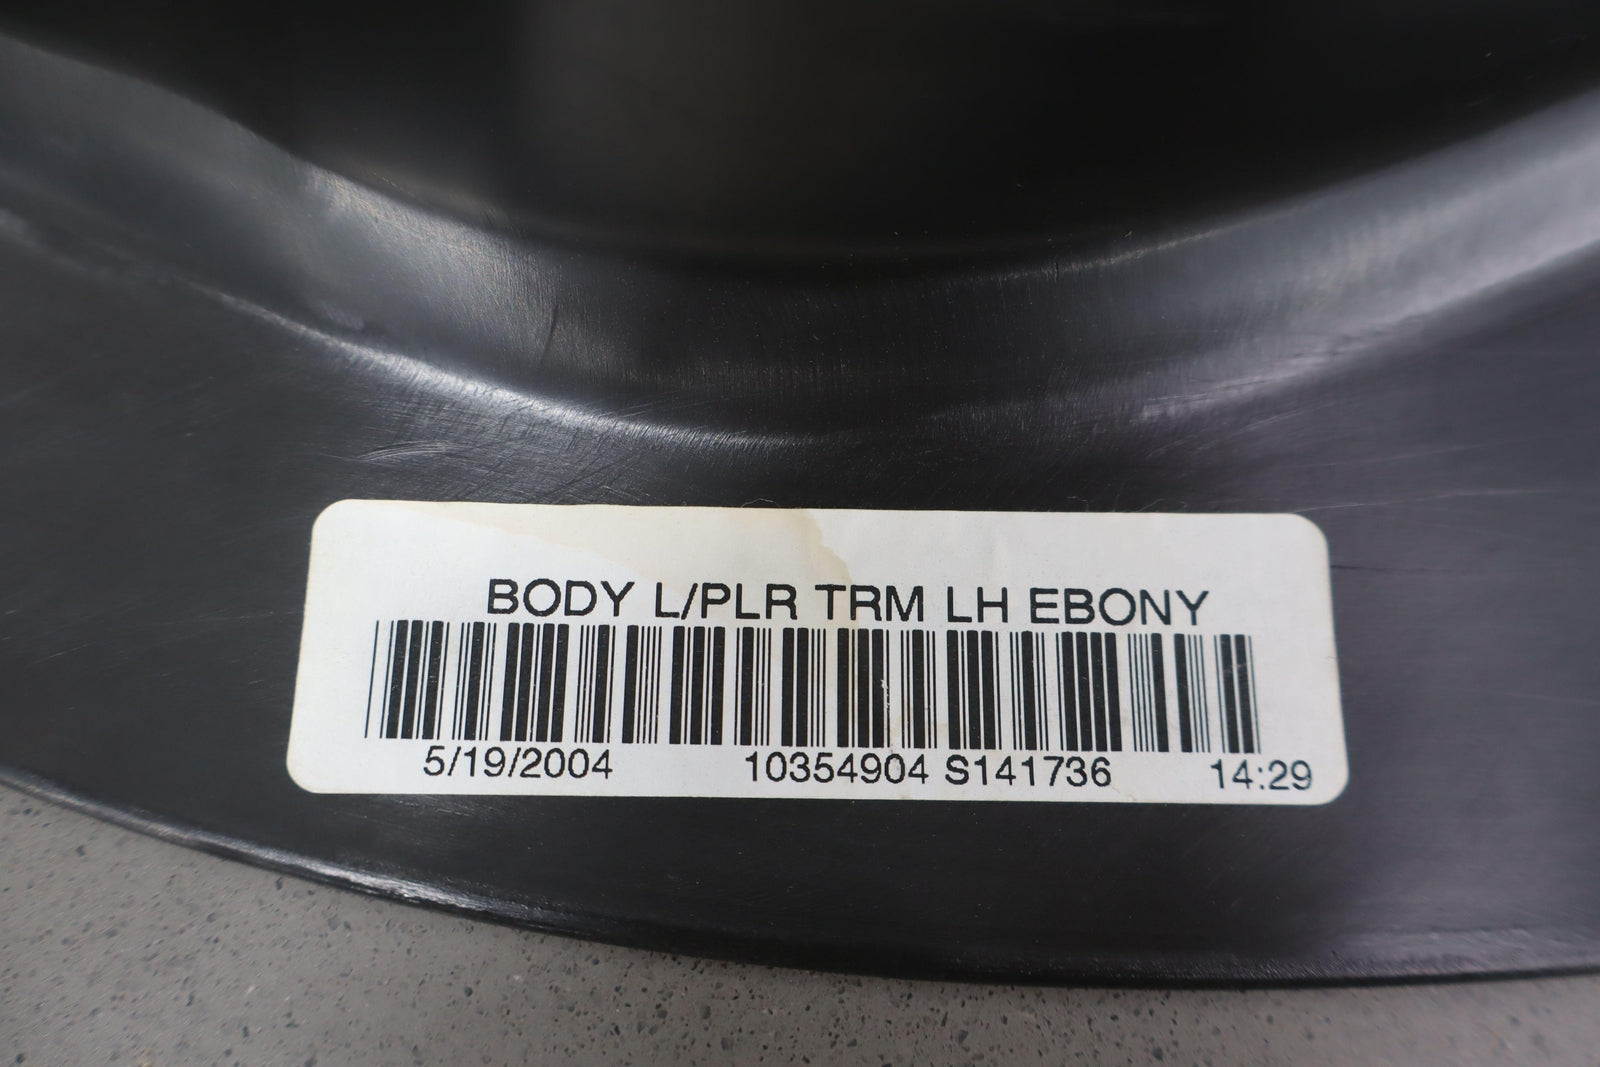 BODY L/PLR TRM LH EBONY
5/19/2004 10354904 S141736 14:29